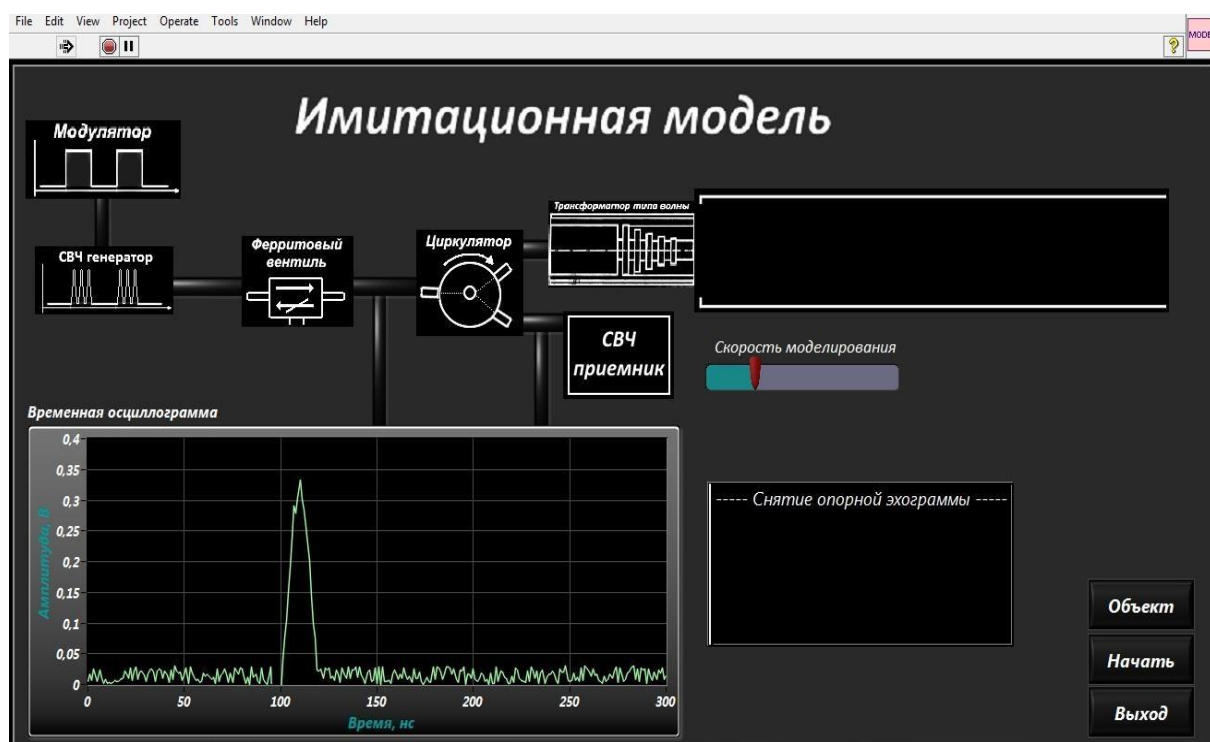 File Edit View Project Operate Tools Window Help
MODE
Имитационная модель
Модулятор
СВЧ генератор
Ферритовый
вентиль
Циркулятор
Трансформатор типа волны
СВЧ
приемник
Скорость моделирования
Временная осциллограмма
Амплитуда, В
0,4
0,35
0,3
0,25
0,2
0,15
0,1
0,05
0
0 50 100 150 200 250 300
Время, нс
----- Снятие опорной эхограммы -----
Объект
Начать
Выход